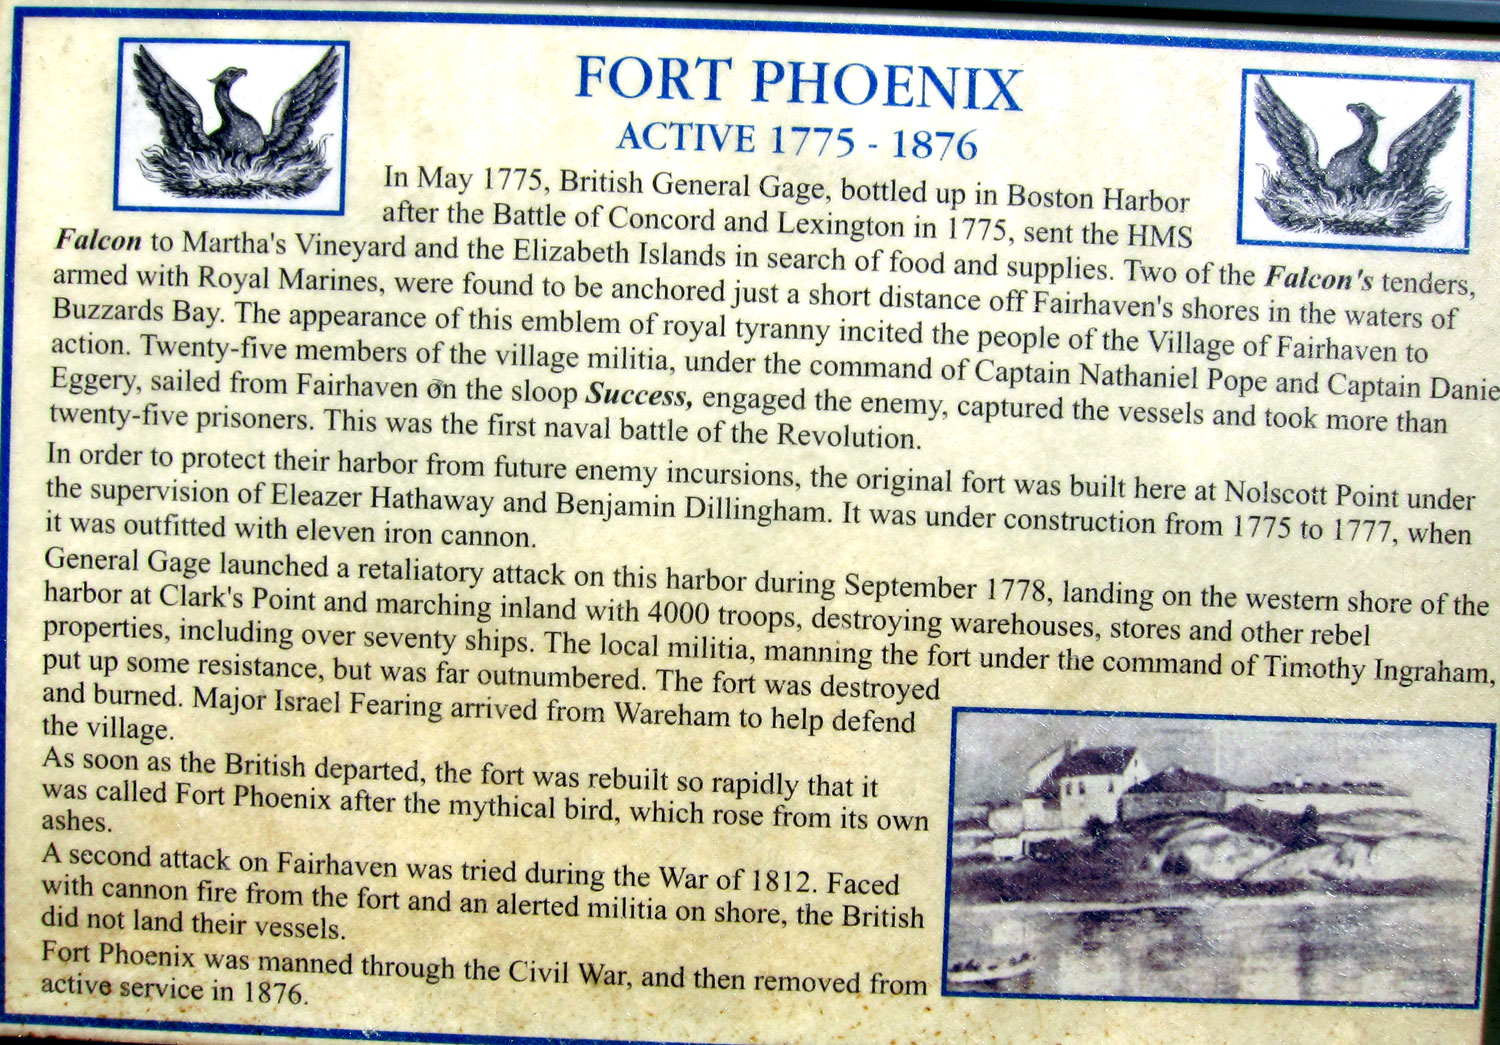 FORT PHOENIX
ACTIVE 1775 - 1876
In May 1775, British General Gage, bottled up in Boston Harbor
after the Battle of Concord and Lexington in 1775, sent the HMS
Falcon to Martha's Vineyard and the Elizabeth Islands in search of food and supplies. Two of the Falcon's tenders,
armed with Royal Marines, were found to be anchored just a short distance off Fairhaven's shores in the waters of
Buzzards Bay. The appearance of this emblem of royal tyranny incited the people of the Village of Fairhaven to
action. Twenty-five members of the village militia, under the command of Captain Nathaniel Pope and Captain Danie
Eggery, sailed from Fairhaven on the sloop Success, engaged the enemy, captured the vessels and took more than
twenty-five prisoners. This was the first naval battle of the Revolution.
In order to protect their harbor from future enemy incursions, the original fort was built here at Nolscott Point under
the supervision of Eleazer Hathaway and Benjamin Dillingham. It was under construction from 1775 to 1777, when
it was outfitted with eleven iron cannon.
General Gage launched a retaliatory attack on this harbor during September 1778, landing on the western shore of the
harbor at Clark's Point and marching inland with 4000 troops, destroying warehouses, stores and other rebel
properties, including over seventy ships. The local militia, manning the fort under the command of Timothy Ingraham,
put up some resistance, but was far outnumbered. The fort was destroyed
and burned. Major Israel Fearing arrived from Wareham to help defend
the village.
As soon as the British departed, the fort was rebuilt so rapidly that it
was called Fort Phoenix after the mythical bird, which rose from its own
ashes.
A second attack on Fairhaven was tried during the War of 1812. Faced
with cannon fire from the fort and an alerted militia on shore, the British
did not land their vessels.
Fort Phoenix was manned through the Civil War, and then removed from
active service in 1876.